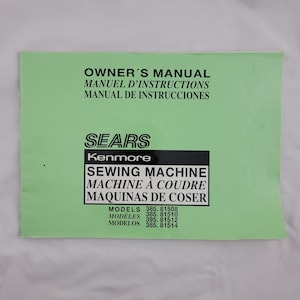 OWNER'S MANUAL
MANUEL D'INSTRUCTIONS
MANUAL DE INSTRUCCIONES
SEARS
Kenmore
SEWING MACHINE
MACHINE À COUDRE
MAQUINAS DE COSER
MODELS 385. 81508
MODÈLES 385. 81510
MODELOS 385. 81512
385. 81514